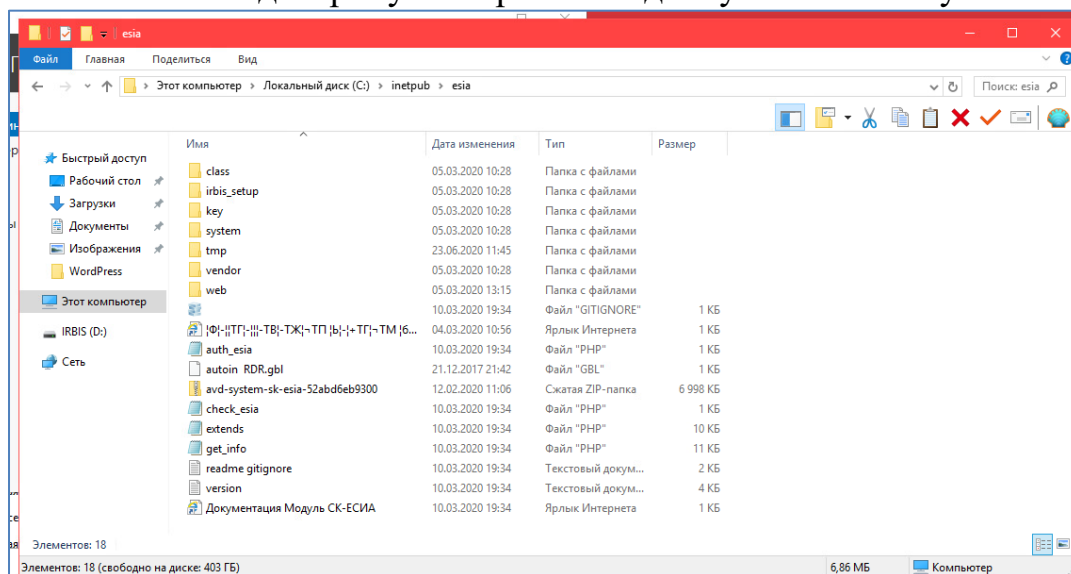 esia
Файл Главная Поделиться Вид
Этот компьютер › Локальный диск (C:) › inetpub › esia Поиск: esia
Имя Дата изменения Тип Размер
Быстрый доступ
Рабочий стол
Загрузки
Документы
Изображения
WordPress
Этот компьютер
IRBIS (D:)
Сеть
class 05.03.2020 10:28 Папка с файлами
irbis_setup 05.03.2020 10:28 Папка с файлами
key 05.03.2020 10:28 Папка с файлами
system 05.03.2020 10:28 Папка с файлами
tmp 23.06.2020 11:45 Папка с файлами
vendor 05.03.2020 10:28 Папка с файлами
web 05.03.2020 13:15 Папка с файлами
10.03.2020 19:34 Файл "GITIGNORE" 1 КБ
04.03.2020 10:56 Ярлык Интернета 1 КБ
auth_esia 10.03.2020 19:34 Файл "PHP" 1 КБ
autoin RDR.gbl 21.12.2017 21:42 Файл "GBL" 1 КБ
avd-system-sk-esia-52abd6eb9300 12.02.2020 11:06 Сжатая ZIP-папка 6 998 КБ
check_esia 10.03.2020 19:34 Файл "PHP" 1 КБ
extends 10.03.2020 19:34 Файл "PHP" 10 КБ
get_info 10.03.2020 19:34 Файл "PHP" 11 КБ
readme gitignore 10.03.2020 19:34 Текстовый докум... 2 КБ
version 10.03.2020 19:34 Текстовый докум... 4 КБ
Документация Модуль СК-ЕСИА 10.03.2020 19:34 Ярлык Интернета 1 КБ
Элементов: 18
Элементов: 18 (свободно на диске: 403 ГБ) 6,86 МБ Компьютер